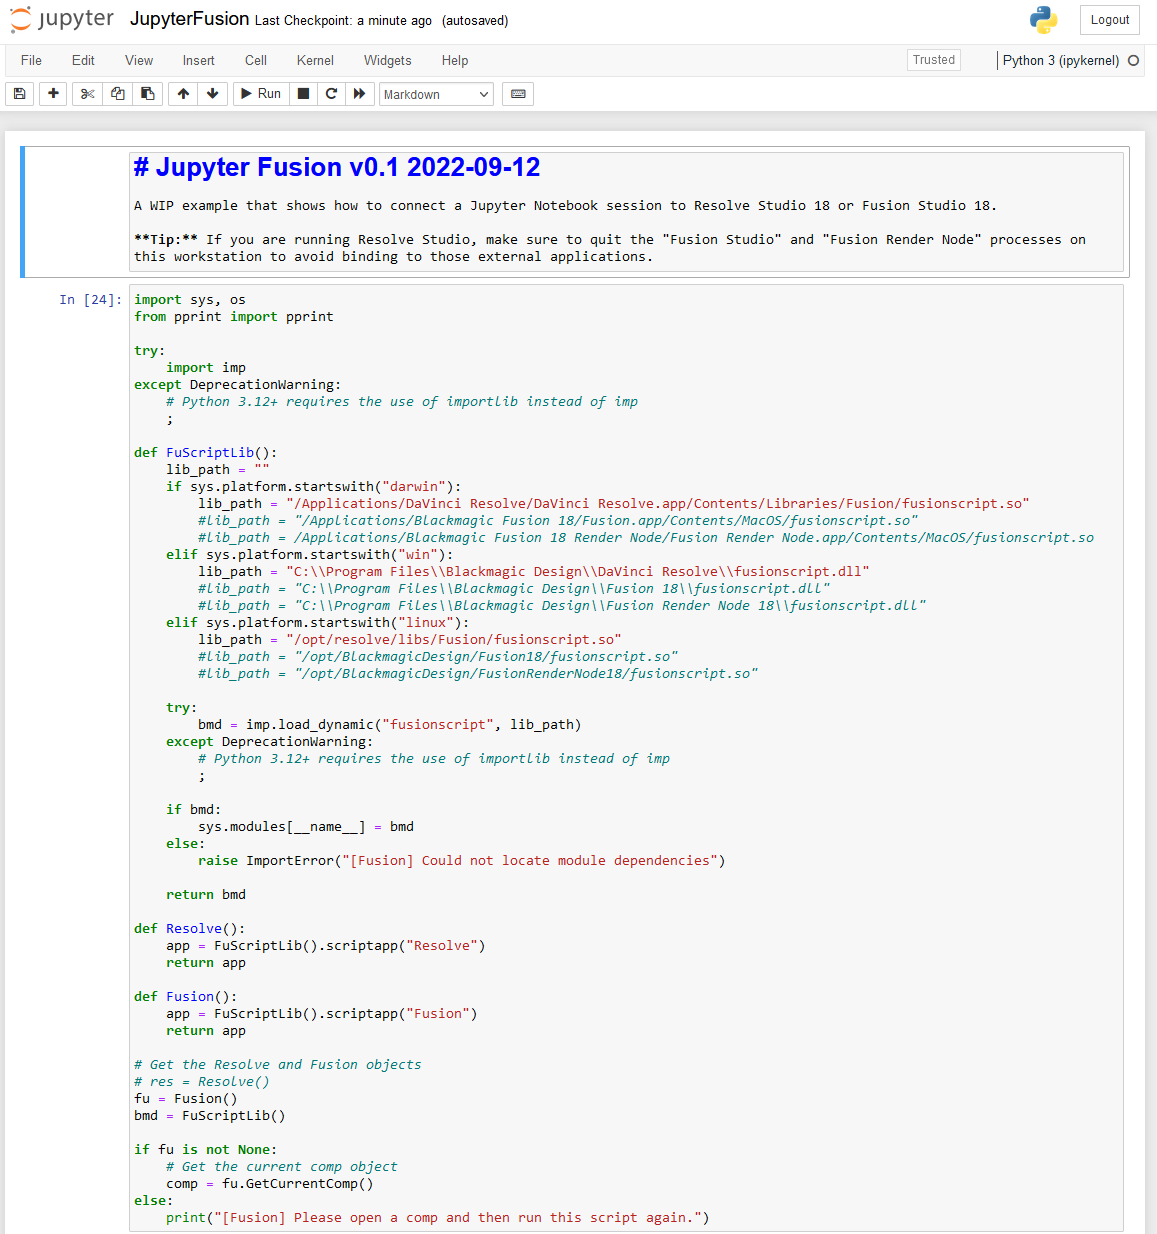 jupyter JupyterFusion Last Checkpoint: a minute ago (autosaved) Logout
File Edit View Insert Cell Kernel Widgets Help Trusted Python 3 (ipykernel)
Run Markdown
# Jupyter Fusion v0.1 2022-09-12
A WIP example that shows how to connect a Jupyter Notebook session to Resolve Studio 18 or Fusion Studio 18.
**Tip:** If you are running Resolve Studio, make sure to quit the "Fusion Studio" and "Fusion Render Node" processes on
this workstation to avoid binding to those external applications.
In [24]: import sys, os
from pprint import pprint
try:
    import imp
except DeprecationWarning:
    # Python 3.12+ requires the use of importlib instead of imp
    ;
def FuScriptLib():
    lib_path = ""
    if sys.platform.startswith("darwin"):
        lib_path = "/Applications/DaVinci Resolve/DaVinci Resolve.app/Contents/Libraries/Fusion/fusionscript.so"
        #lib_path = "/Applications/Blackmagic Fusion 18/Fusion.app/Contents/MacOS/fusionscript.so"
        #lib_path = /Applications/Blackmagic Fusion 18 Render Node/Fusion Render Node.app/Contents/MacOS/fusionscript.so
    elif sys.platform.startswith("win"):
        lib_path = "C:\\Program Files\\Blackmagic Design\\DaVinci Resolve\\fusionscript.dll"
        #lib_path = "C:\\Program Files\\Blackmagic Design\\Fusion 18\\fusionscript.dll"
        #lib_path = "C:\\Program Files\\Blackmagic Design\\Fusion Render Node 18\\fusionscript.dll"
    elif sys.platform.startswith("linux"):
        lib_path = "/opt/resolve/libs/Fusion/fusionscript.so"
        #lib_path = "/opt/BlackmagicDesign/Fusion18/fusionscript.so"
        #lib_path = "/opt/BlackmagicDesign/FusionRenderNode18/fusionscript.so"
    try:
        bmd = imp.load_dynamic("fusionscript", lib_path)
    except DeprecationWarning:
        # Python 3.12+ requires the use of importlib instead of imp
        ;
    if bmd:
        sys.modules[__name__] = bmd
    else:
        raise ImportError("[Fusion] Could not locate module dependencies")
    return bmd
def Resolve():
    app = FuScriptLib().scriptapp("Resolve")
    return app
def Fusion():
    app = FuScriptLib().scriptapp("Fusion")
    return app
# Get the Resolve and Fusion objects
# res = Resolve()
fu = Fusion()
bmd = FuScriptLib()
if fu is not None:
    # Get the current comp object
    comp = fu.GetCurrentComp()
else:
    print("[Fusion] Please open a comp and then run this script again.")